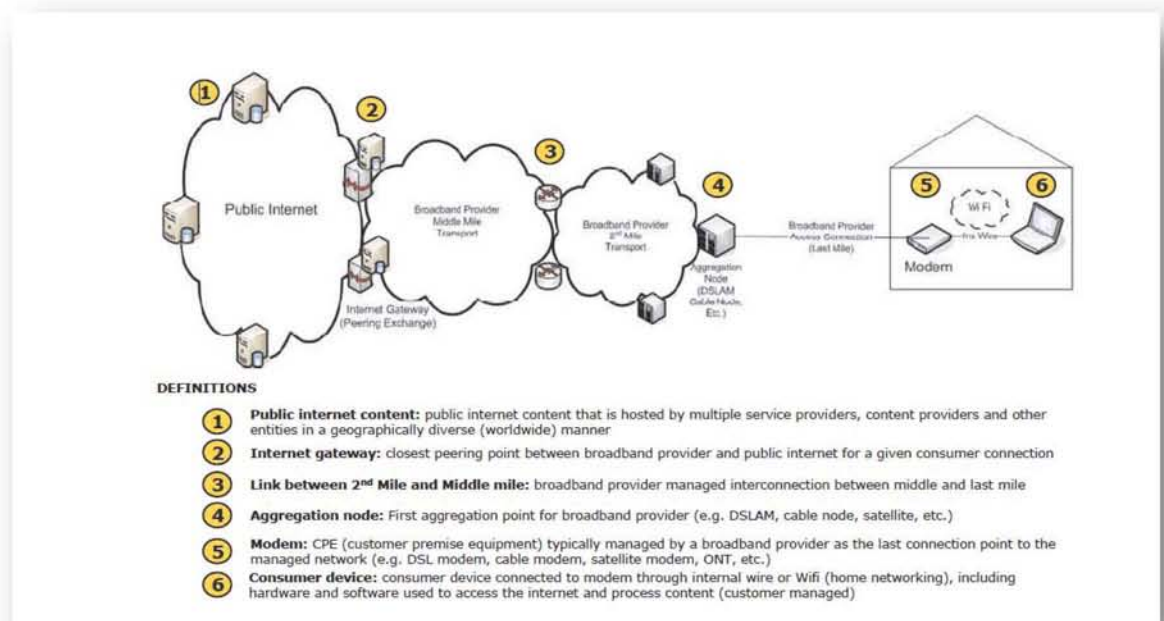 1
2
3
4
5
6
Public Internet
Broadband Provider
Middle Mile
Transport
Broadband Provider
2nd Mile
Transport
Internet Gateway
(Peering Exchange)
Aggregation
Node
(DSLAM
Cable Node,
Etc.)
Broadband Provider
Access Connection
(Last Mile)
Wi Fi
Ins Wire
Modem
DEFINITIONS
1 Public internet content: public internet content that is hosted by multiple service providers, content providers and other
entities in a geographically diverse (worldwide) manner
2 Internet gateway: closest peering point between broadband provider and public internet for a given consumer connection
3 Link between 2nd Mile and Middle mile: broadband provider managed interconnection between middle and last mile
4 Aggregation node: First aggregation point for broadband provider (e.g. DSLAM, cable node, satellite, etc.)
5 Modem: CPE (customer premise equipment) typically managed by a broadband provider as the last connection point to the
managed network (e.g. DSL modem, cable modem, satellite modem, ONT, etc.)
6 Consumer device: consumer device connected to modem through internal wire or Wifi (home networking), including
hardware and software used to access the internet and process content (customer managed)